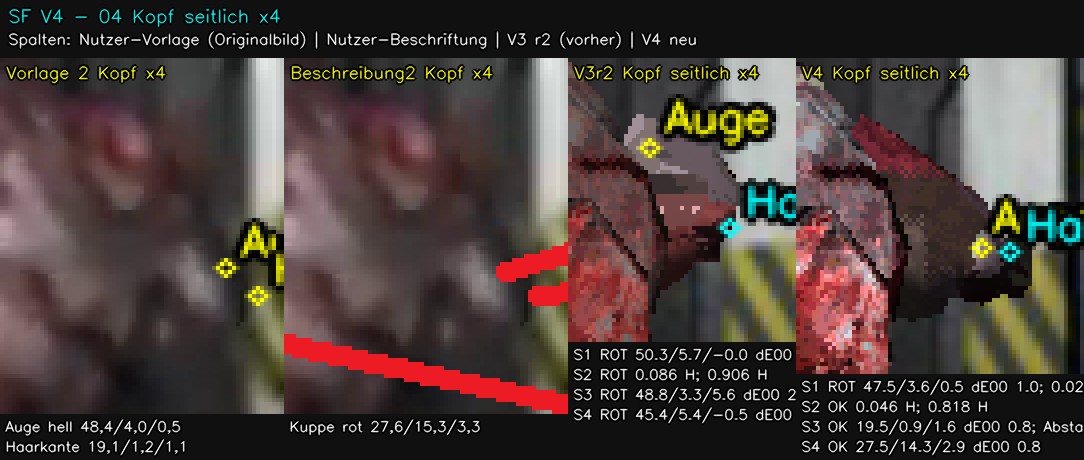 SF V4 – 04 Kopf seitlich x4
Spalten: Nutzer–Vorlage (Originalbild) | Nutzer–Beschriftung | V3 r2 (vorher) | V4 neu
Vorlage 2 Kopf x4
Beschreibung2 Kopf x4
V3r2 Kopf seitlich x4
V4 Kopf seitlich x4
Auge
Ho
A
Ho
Au
Auge hell 48,4/4,0/0,5
Haarkante 19,1/1,2/1,1
Kuppe rot 27,6/15,3/3,3
S1 ROT 50.3/5.7/–0.0 dE00
S2 ROT 0.086 H; 0.906 H
S3 ROT 48.8/3.3/5.6 dE00 2
S4 ROT 45.4/5.4/–0.5 dE00
S1 ROT 47.5/3.6/0.5 dE00 1.0; 0.02
S2 OK 0.046 H; 0.818 H
S3 OK 19.5/0.9/1.6 dE00 0.8; Absta
S4 OK 27.5/14.3/2.9 dE00 0.8